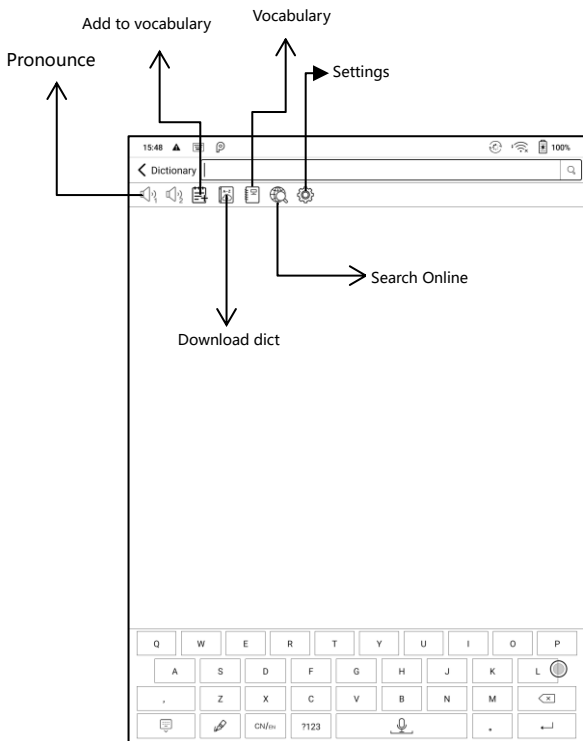 Vocabulary
Add to vocabulary
Pronounce
Settings
15:48 100%
Dictionary
Search Online
Download dict
Q W E R T Y U I O P
A S D F G H J K L
, Z X C V B N M
CN/En ?123 .